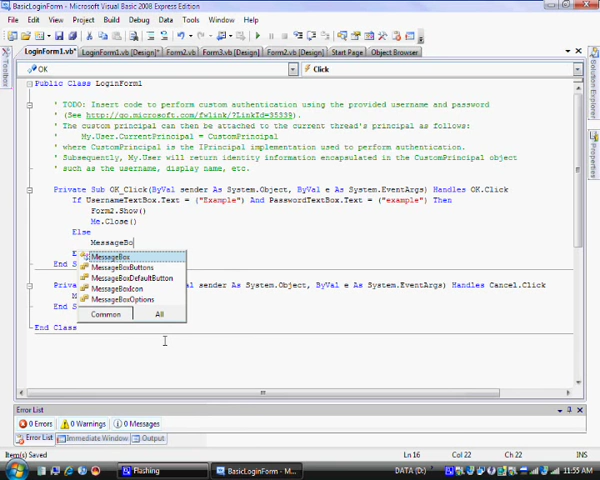 BasicLoginForm - Microsoft Visual Basic 2008 Express Edition
File Edit View Project Build Debug Data Tools Window Help
LoginForm1.vb* LoginForm1.vb [Design]* Form2.vb Form3.vb [Design]* Form2.vb [Design]* Start Page Object Browser
Toolbox
Solution Explorer
Properties
OK Click
Public Class LoginForm1
' TODO: Insert code to perform custom authentication using the provided username and password
' (See http://go.microsoft.com/fwlink/?LinkId=35339).
' The custom principal can then be attached to the current thread's principal as follows:
' My.User.CurrentPrincipal = CustomPrincipal
' where CustomPrincipal is the IPrincipal implementation used to perform authentication.
' Subsequently, My.User will return identity information encapsulated in the CustomPrincipal object
' such as the username, display name, etc.
Private Sub OK_Click(ByVal sender As System.Object, ByVal e As System.EventArgs) Handles OK.Click
If UsernameTextBox.Text = ("Example") And PasswordTextBox.Text = ("example") Then
Form2.Show()
Me.Close()
Else
MessageBo
E
End S
MessageBox
MessageBoxButtons
MessageBoxDefaultButton
MessageBoxIcon
MessageBoxOptions
Common All
Priva al sender As System.Object, ByVal e As System.EventArgs) Handles Cancel.Click
M
End S
End Class
Error List
0 Errors 0 Warnings 0 Messages
Error List Immediate Window Output
Item(s) Saved Ln 16 Col 22 Ch 22 INS
Flashing BasicLoginForm - M... DATA (D:) 11:55 AM